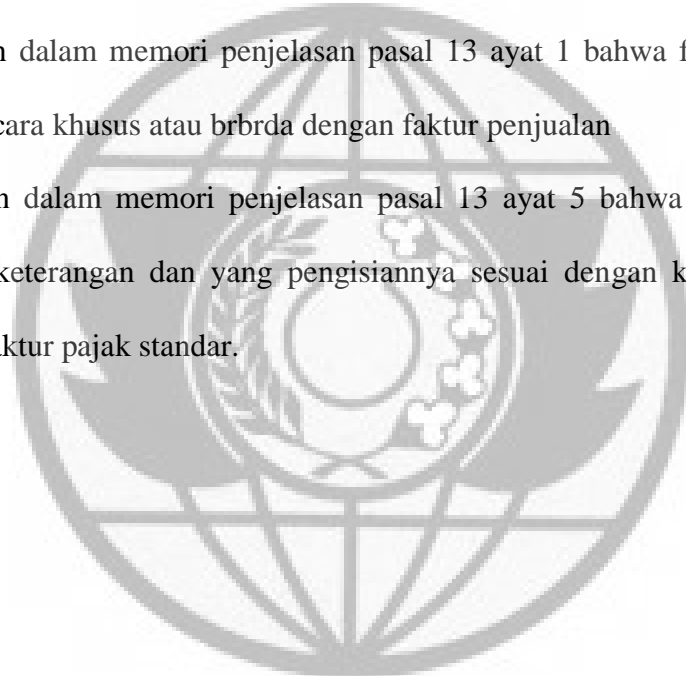 n dalam memori penjelasan pasal 13 ayat 1 bahwa f
cara khusus atau brbrda dengan faktur penjualan
n dalam memori penjelasan pasal 13 ayat 5 bahwa
keterangan dan yang pengisiannya sesuai dengan k
aktur pajak standar.